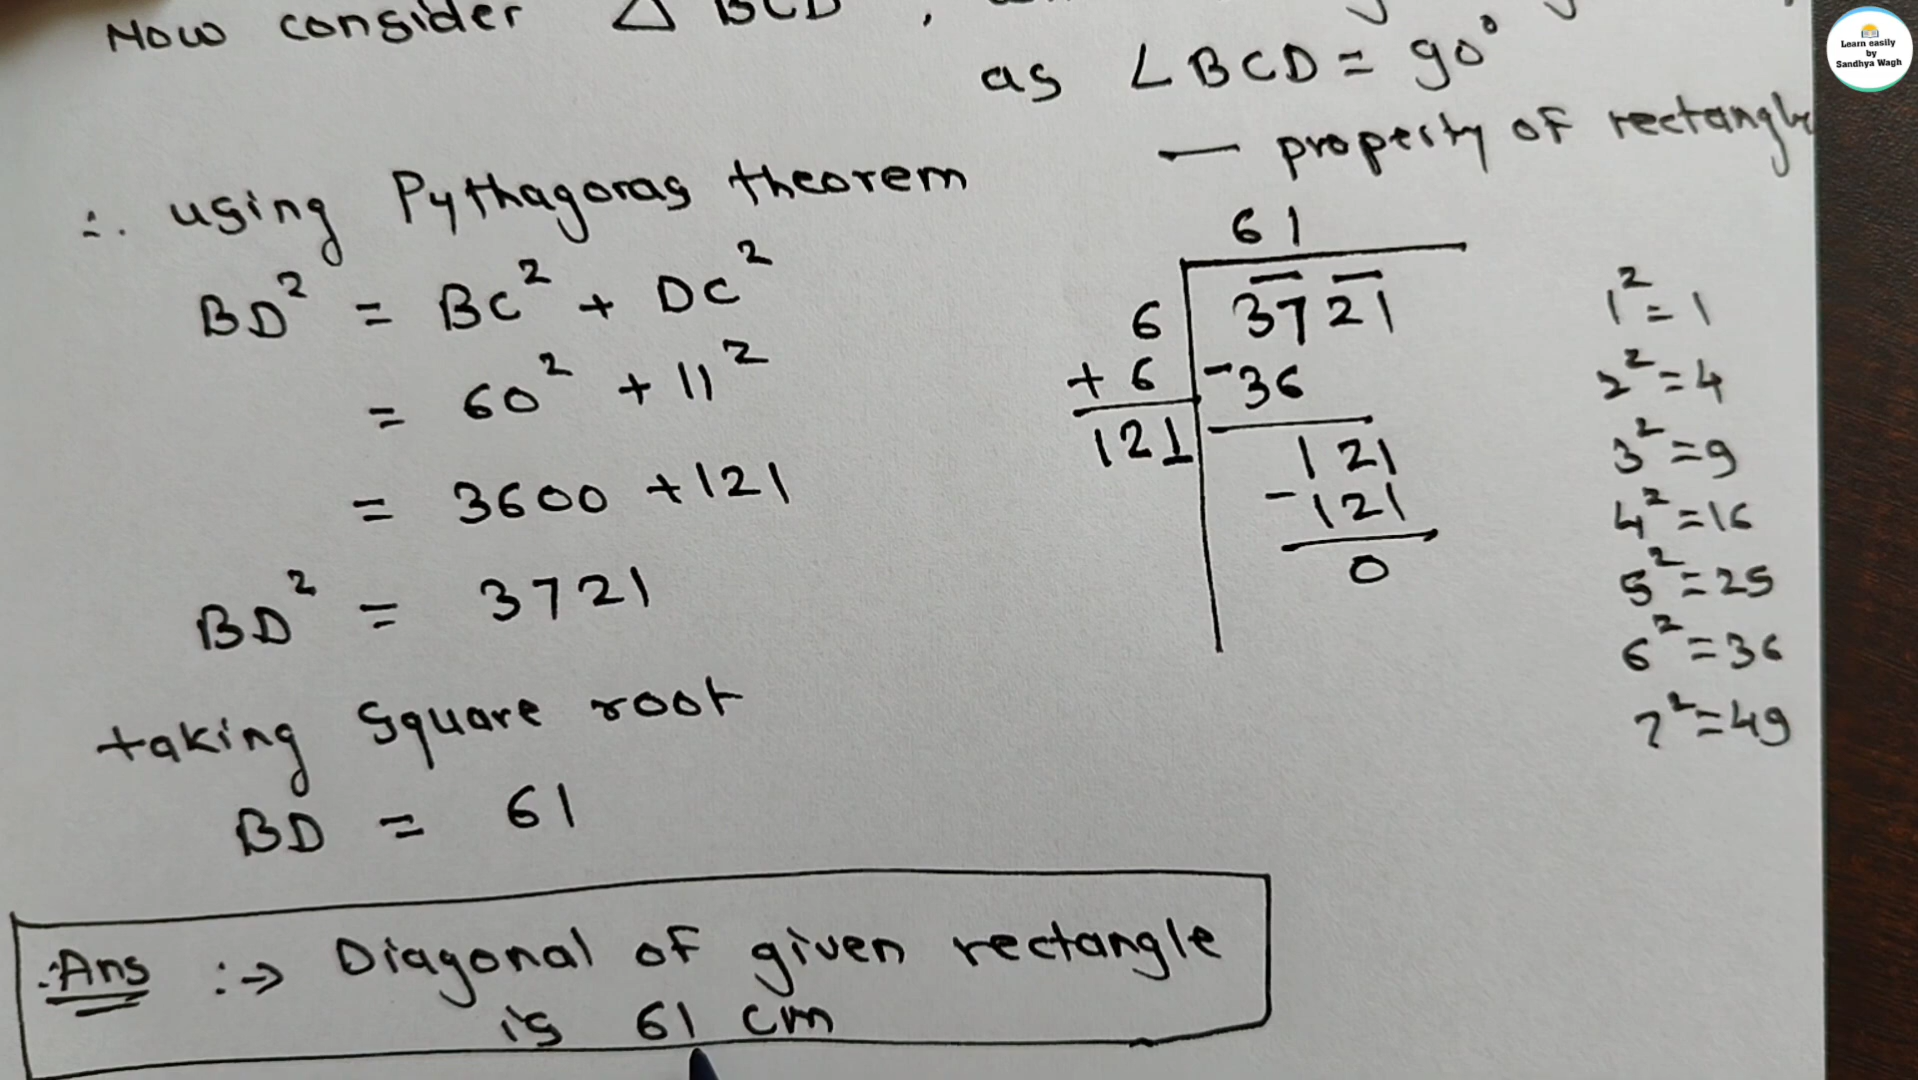 Now consider △ BCD,
as ∠BCD = 90°
— property of rectangle
∴ using Pythagoras theorem
BD² = BC² + DC²
= 60² + 11²
= 3600 + 121
BD² = 3721
taking square root
BD = 61
Ans :→ Diagonal of given rectangle
is 61 cm
61
6 3721
+ 6 -36
121 121
-121
0
1² = 1
2² = 4
3² = 9
4² = 16
5² = 25
6² = 36
7² = 49
Learn easily
by
Sandhya Wagh